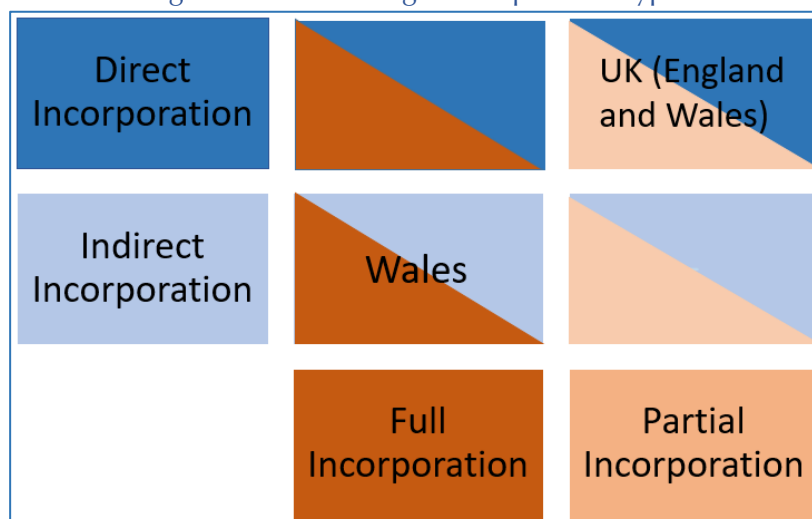 Direct
Incorporation
UK (England
and Wales)
Indirect
Incorporation
Wales
Full
Incorporation
Partial
Incorporation